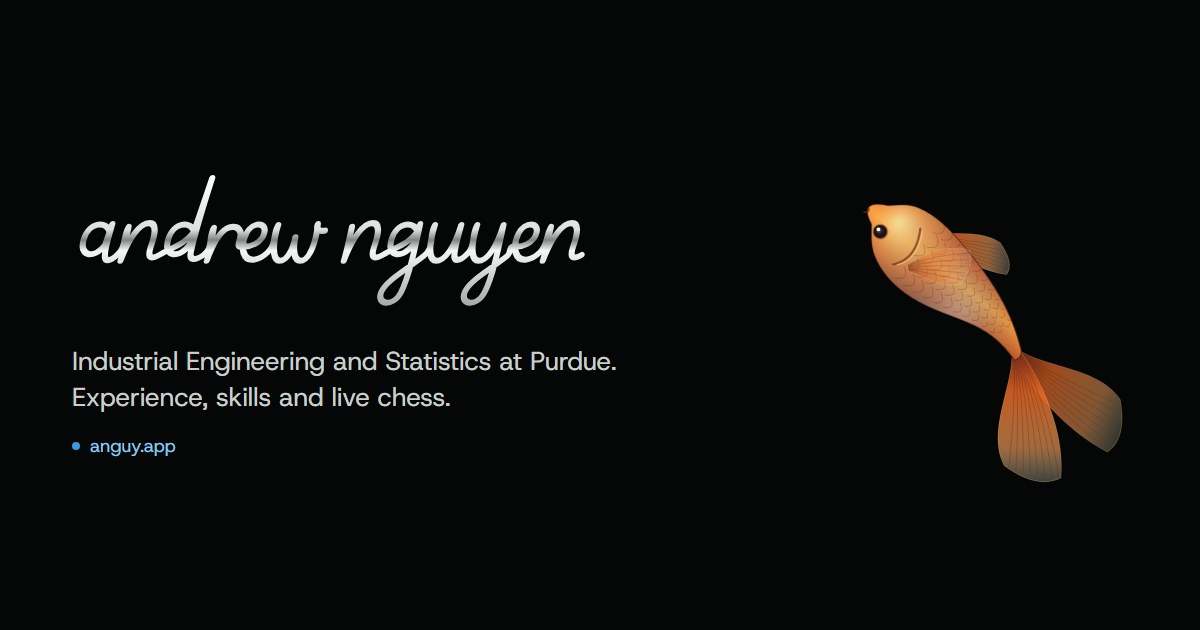 andrew nguyen
Industrial Engineering and Statistics at Purdue.
Experience, skills and live chess.
anguy.app